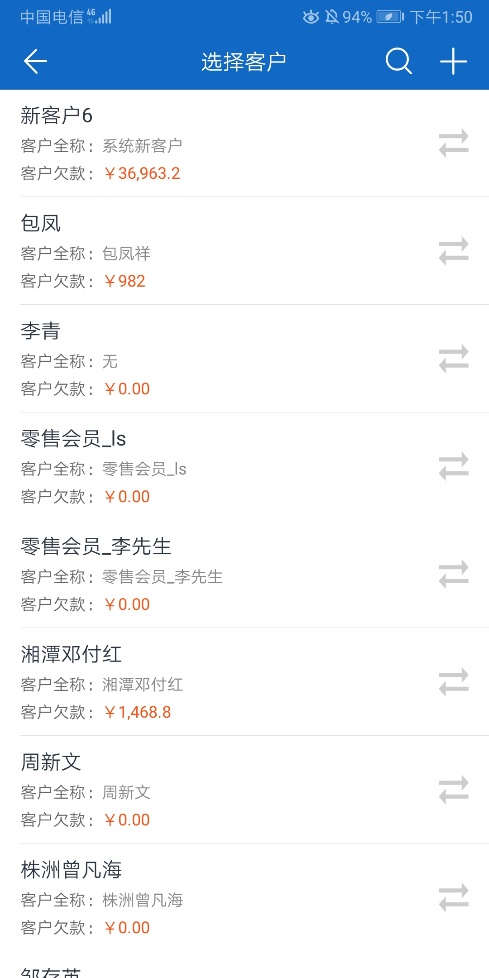 中国电信 4G 94% 下午1:50
选择客户
新客户6
客户全称：系统新客户
客户欠款：￥36,963.2
包凤
客户全称：包凤祥
客户欠款：￥982
李青
客户全称：无
客户欠款：￥0.00
零售会员_ls
客户全称：零售会员_ls
客户欠款：￥0.00
零售会员_李先生
客户全称：零售会员_李先生
客户欠款：￥0.00
湘潭邓付红
客户全称：湘潭邓付红
客户欠款：￥1,468.8
周新文
客户全称：周新文
客户欠款：￥0.00
株洲曾凡海
客户全称：株洲曾凡海
客户欠款：￥0.00